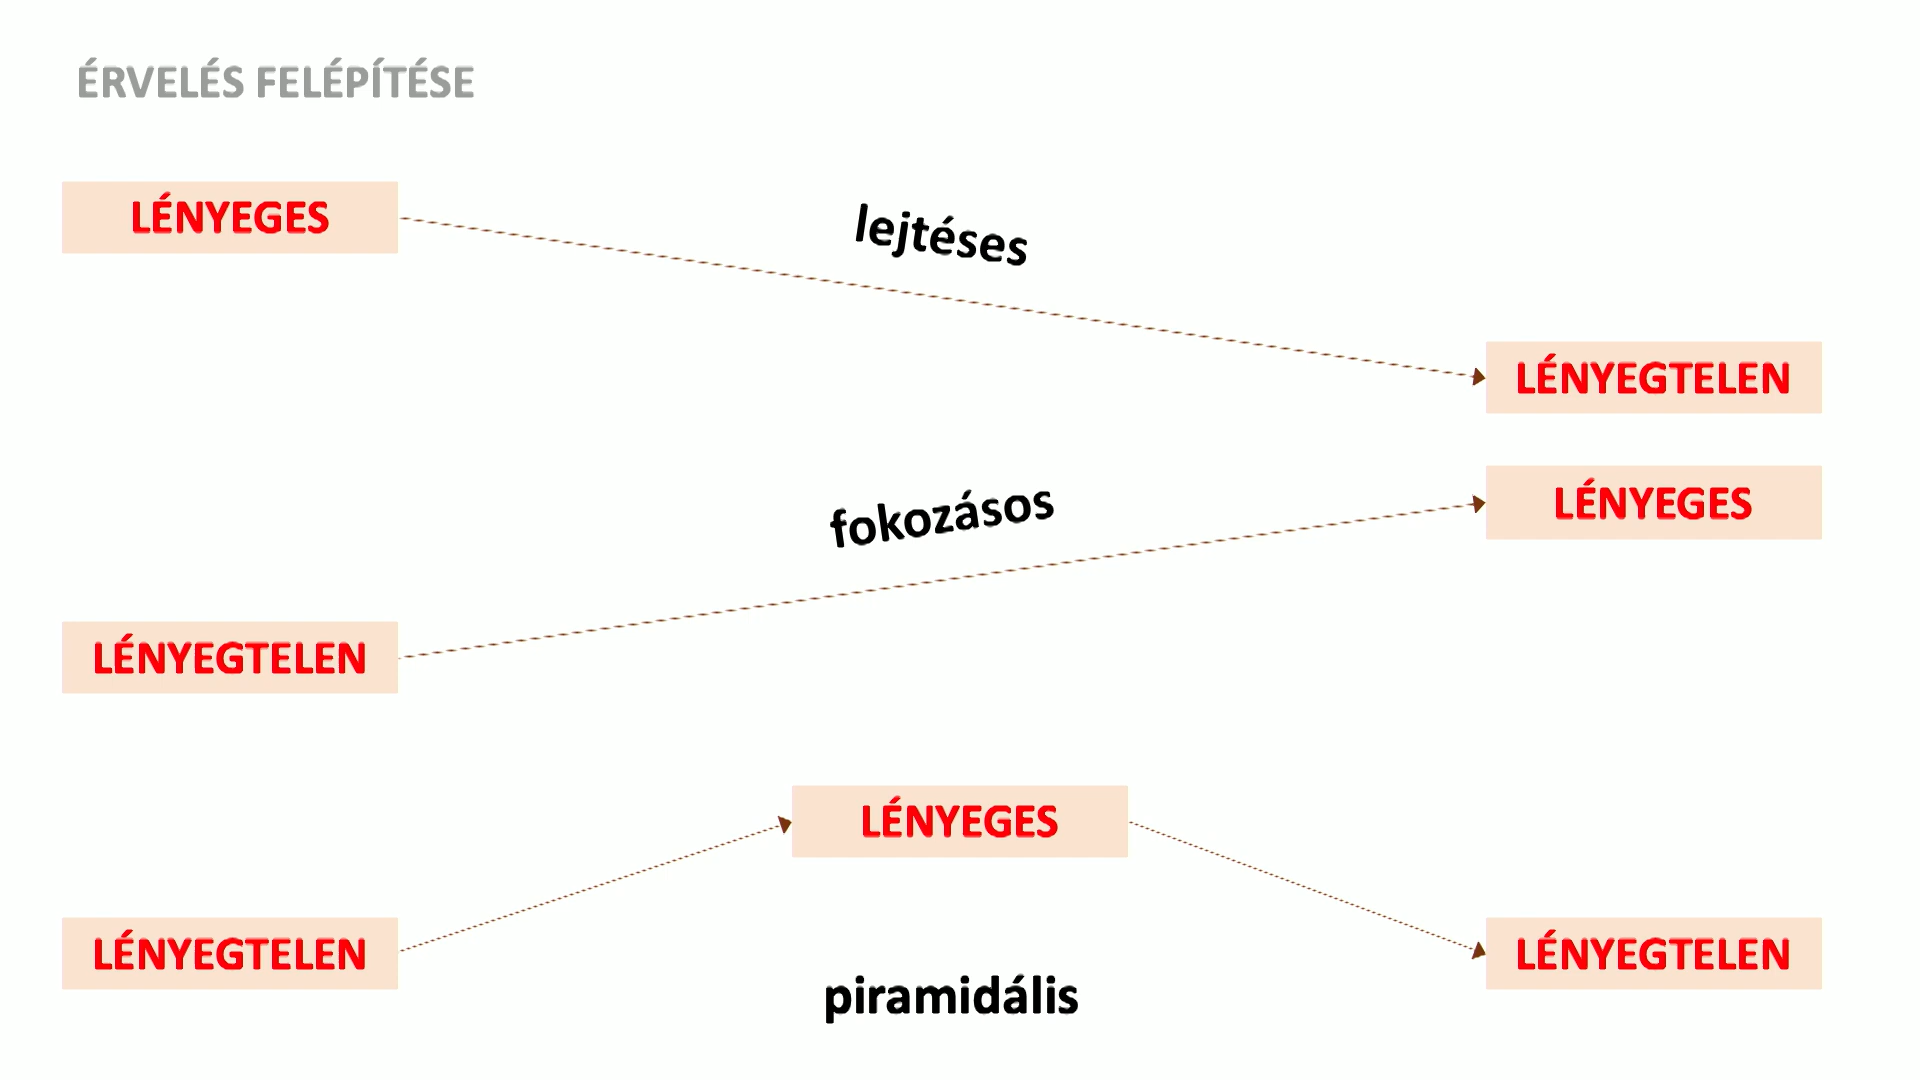 ÉRVELÉS FELÉPÍTÉSE
LÉNYEGES
lejtéses
LÉNYEGTELEN
LÉNYEGES
fokozásos
LÉNYEGTELEN
LÉNYEGES
LÉNYEGTELEN
LÉNYEGTELEN
piramidális